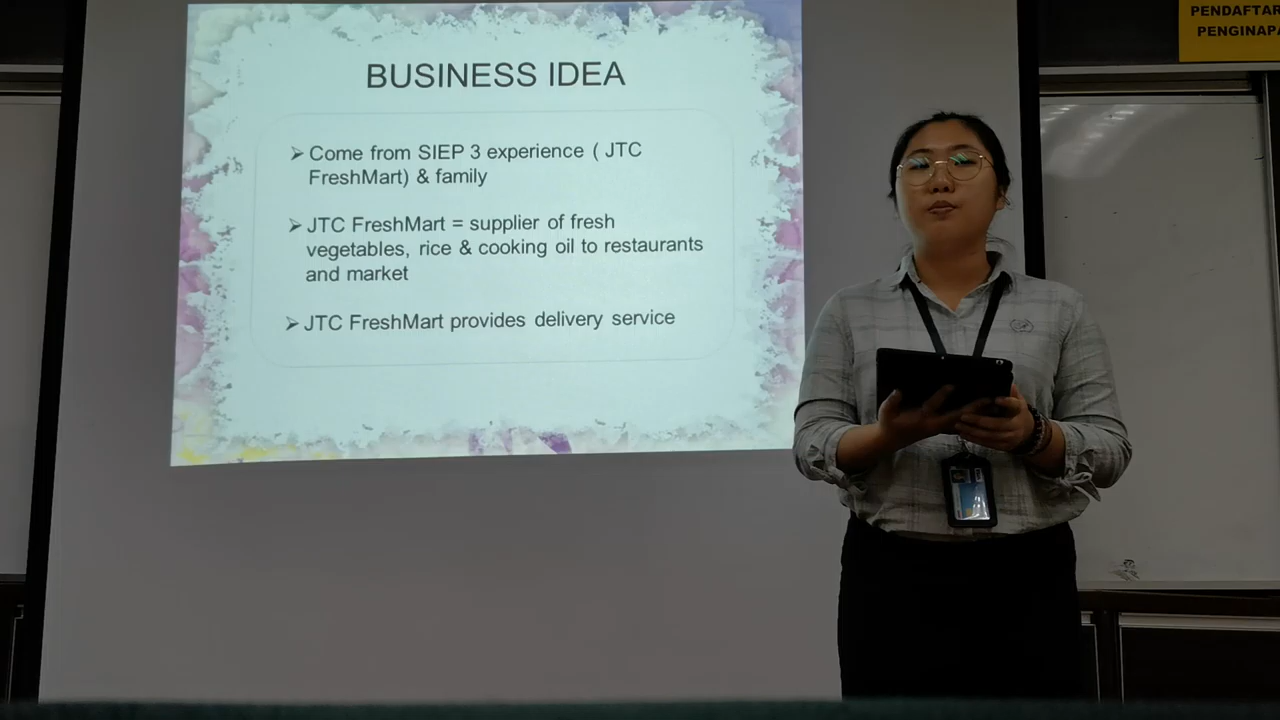 BUSINESS IDEA
➢ Come from SIEP 3 experience ( JTC
FreshMart) & family
➢ JTC FreshMart = supplier of fresh
vegetables, rice & cooking oil to restaurants
and market
➢ JTC FreshMart provides delivery service
PENDAFTAR
PENGINAPA